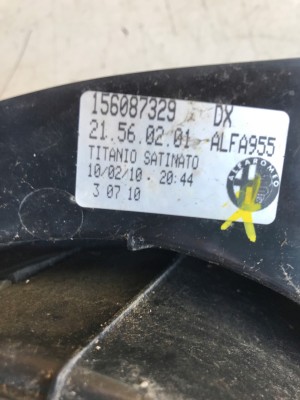 156087329 DX
21.56.02.01 ALFA955
TITANIO SATINATO
10/02/10 - 20:44
3 07 10
ALFA ROMEO